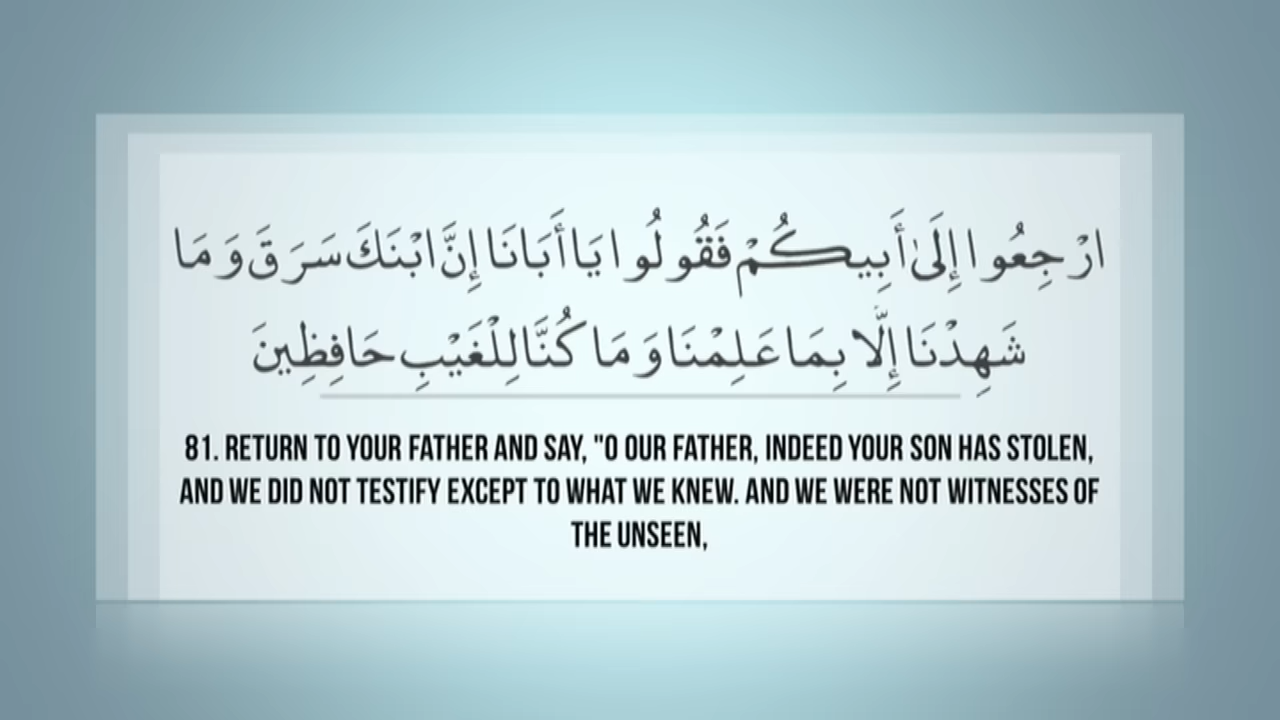 ارْجِعُوا إِلَىٰ أَبِيكُمْ فَقُولُوا يَا أَبَانَا إِنَّ ابْنَكَ سَرَقَ وَمَا
شَهِدْنَا إِلَّا بِمَا عَلِمْنَا وَمَا كُنَّا لِلْغَيْبِ حَافِظِينَ
81. RETURN TO YOUR FATHER AND SAY, "O OUR FATHER, INDEED YOUR SON HAS STOLEN,
AND WE DID NOT TESTIFY EXCEPT TO WHAT WE KNEW. AND WE WERE NOT WITNESSES OF
THE UNSEEN,